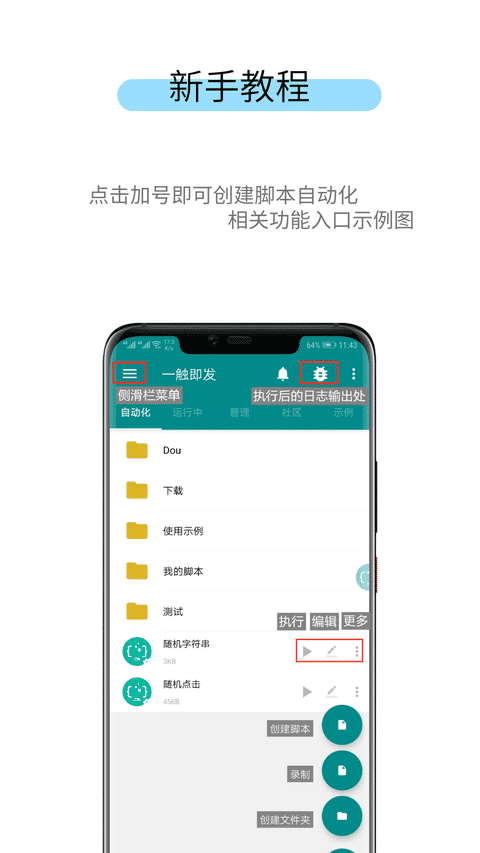 新手教程
点击加号即可创建脚本自动化
相关功能入口示例图
4G 4G 17.3 K/s 64% 11:43
一触即发
侧滑栏菜单 执行后的日志输出处
自动化 运行中 管理 社区 示例
Dou
下载
使用示例
我的脚本
测试
执行 编辑 更多
随机字符串
3KB
随机点击
456B
创建脚本
录制
创建文件夹